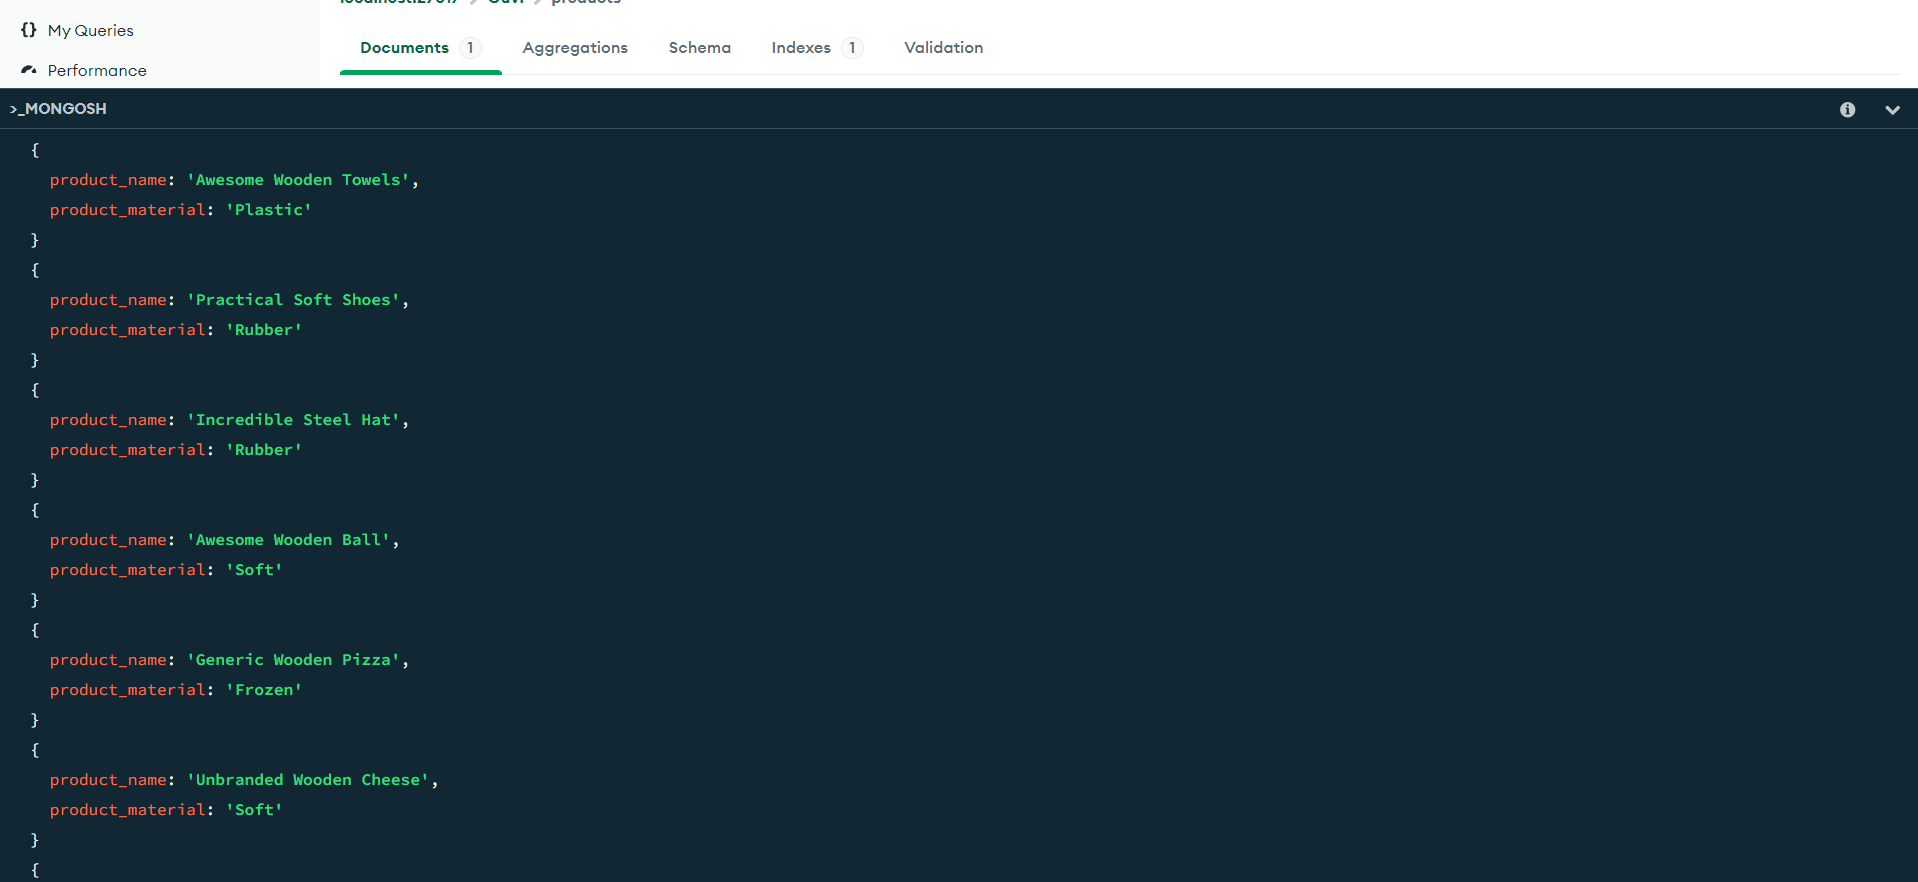 products
{} My Queries
Documents 1 Aggregations Schema Indexes 1 Validation
Performance
>_MONGOSH
{
product_name: 'Awesome Wooden Towels',
product_material: 'Plastic'
}
{
product_name: 'Practical Soft Shoes',
product_material: 'Rubber'
}
{
product_name: 'Incredible Steel Hat',
product_material: 'Rubber'
}
{
product_name: 'Awesome Wooden Ball',
product_material: 'Soft'
}
{
product_name: 'Generic Wooden Pizza',
product_material: 'Frozen'
}
{
product_name: 'Unbranded Wooden Cheese',
product_material: 'Soft'
}
{